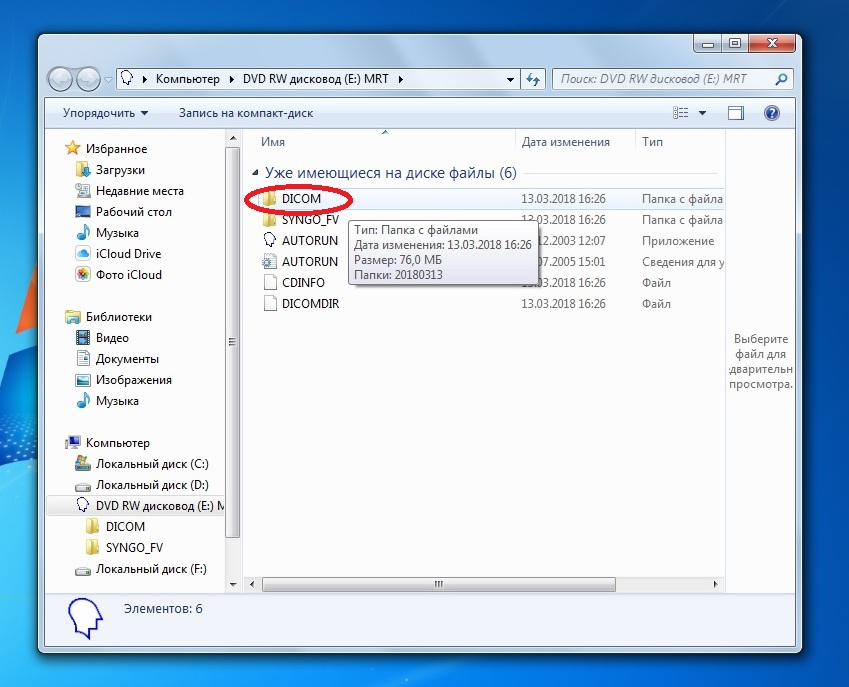 Компьютер DVD RW дисковод (E:) MRT
Поиск: DVD RW дисковод (E:) MRT
Упорядочить Запись на компакт-диск
Избранное
Загрузки
Недавние места
Рабочий стол
Музыка
iCloud Drive
Фото iCloud
Библиотеки
Видео
Документы
Изображения
Музыка
Компьютер
Локальный диск (C:)
Локальный диск (D:)
DVD RW дисковод (E:) M
DICOM
SYNGO_FV
Локальный диск (F:)
Имя Дата изменения Тип
Уже имеющиеся на диске файлы (6)
DICOM 13.03.2018 16:26 Папка с файла
SYNGO_FV 13.03.2018 16:26 Папка с файла
AUTORUN .12.2003 12:07 Приложение
AUTORUN .07.2005 15:01 Сведения для у
CDINFO 13.03.2018 16:26 Файл
DICOMDIR 13.03.2018 16:26 Файл
Тип: Папка с файлами
Дата изменения: 13.03.2018 16:26
Размер: 76,0 МБ
Папки: 20180313
Выберите
файл для
дварительн
просмотра.
Элементов: 6